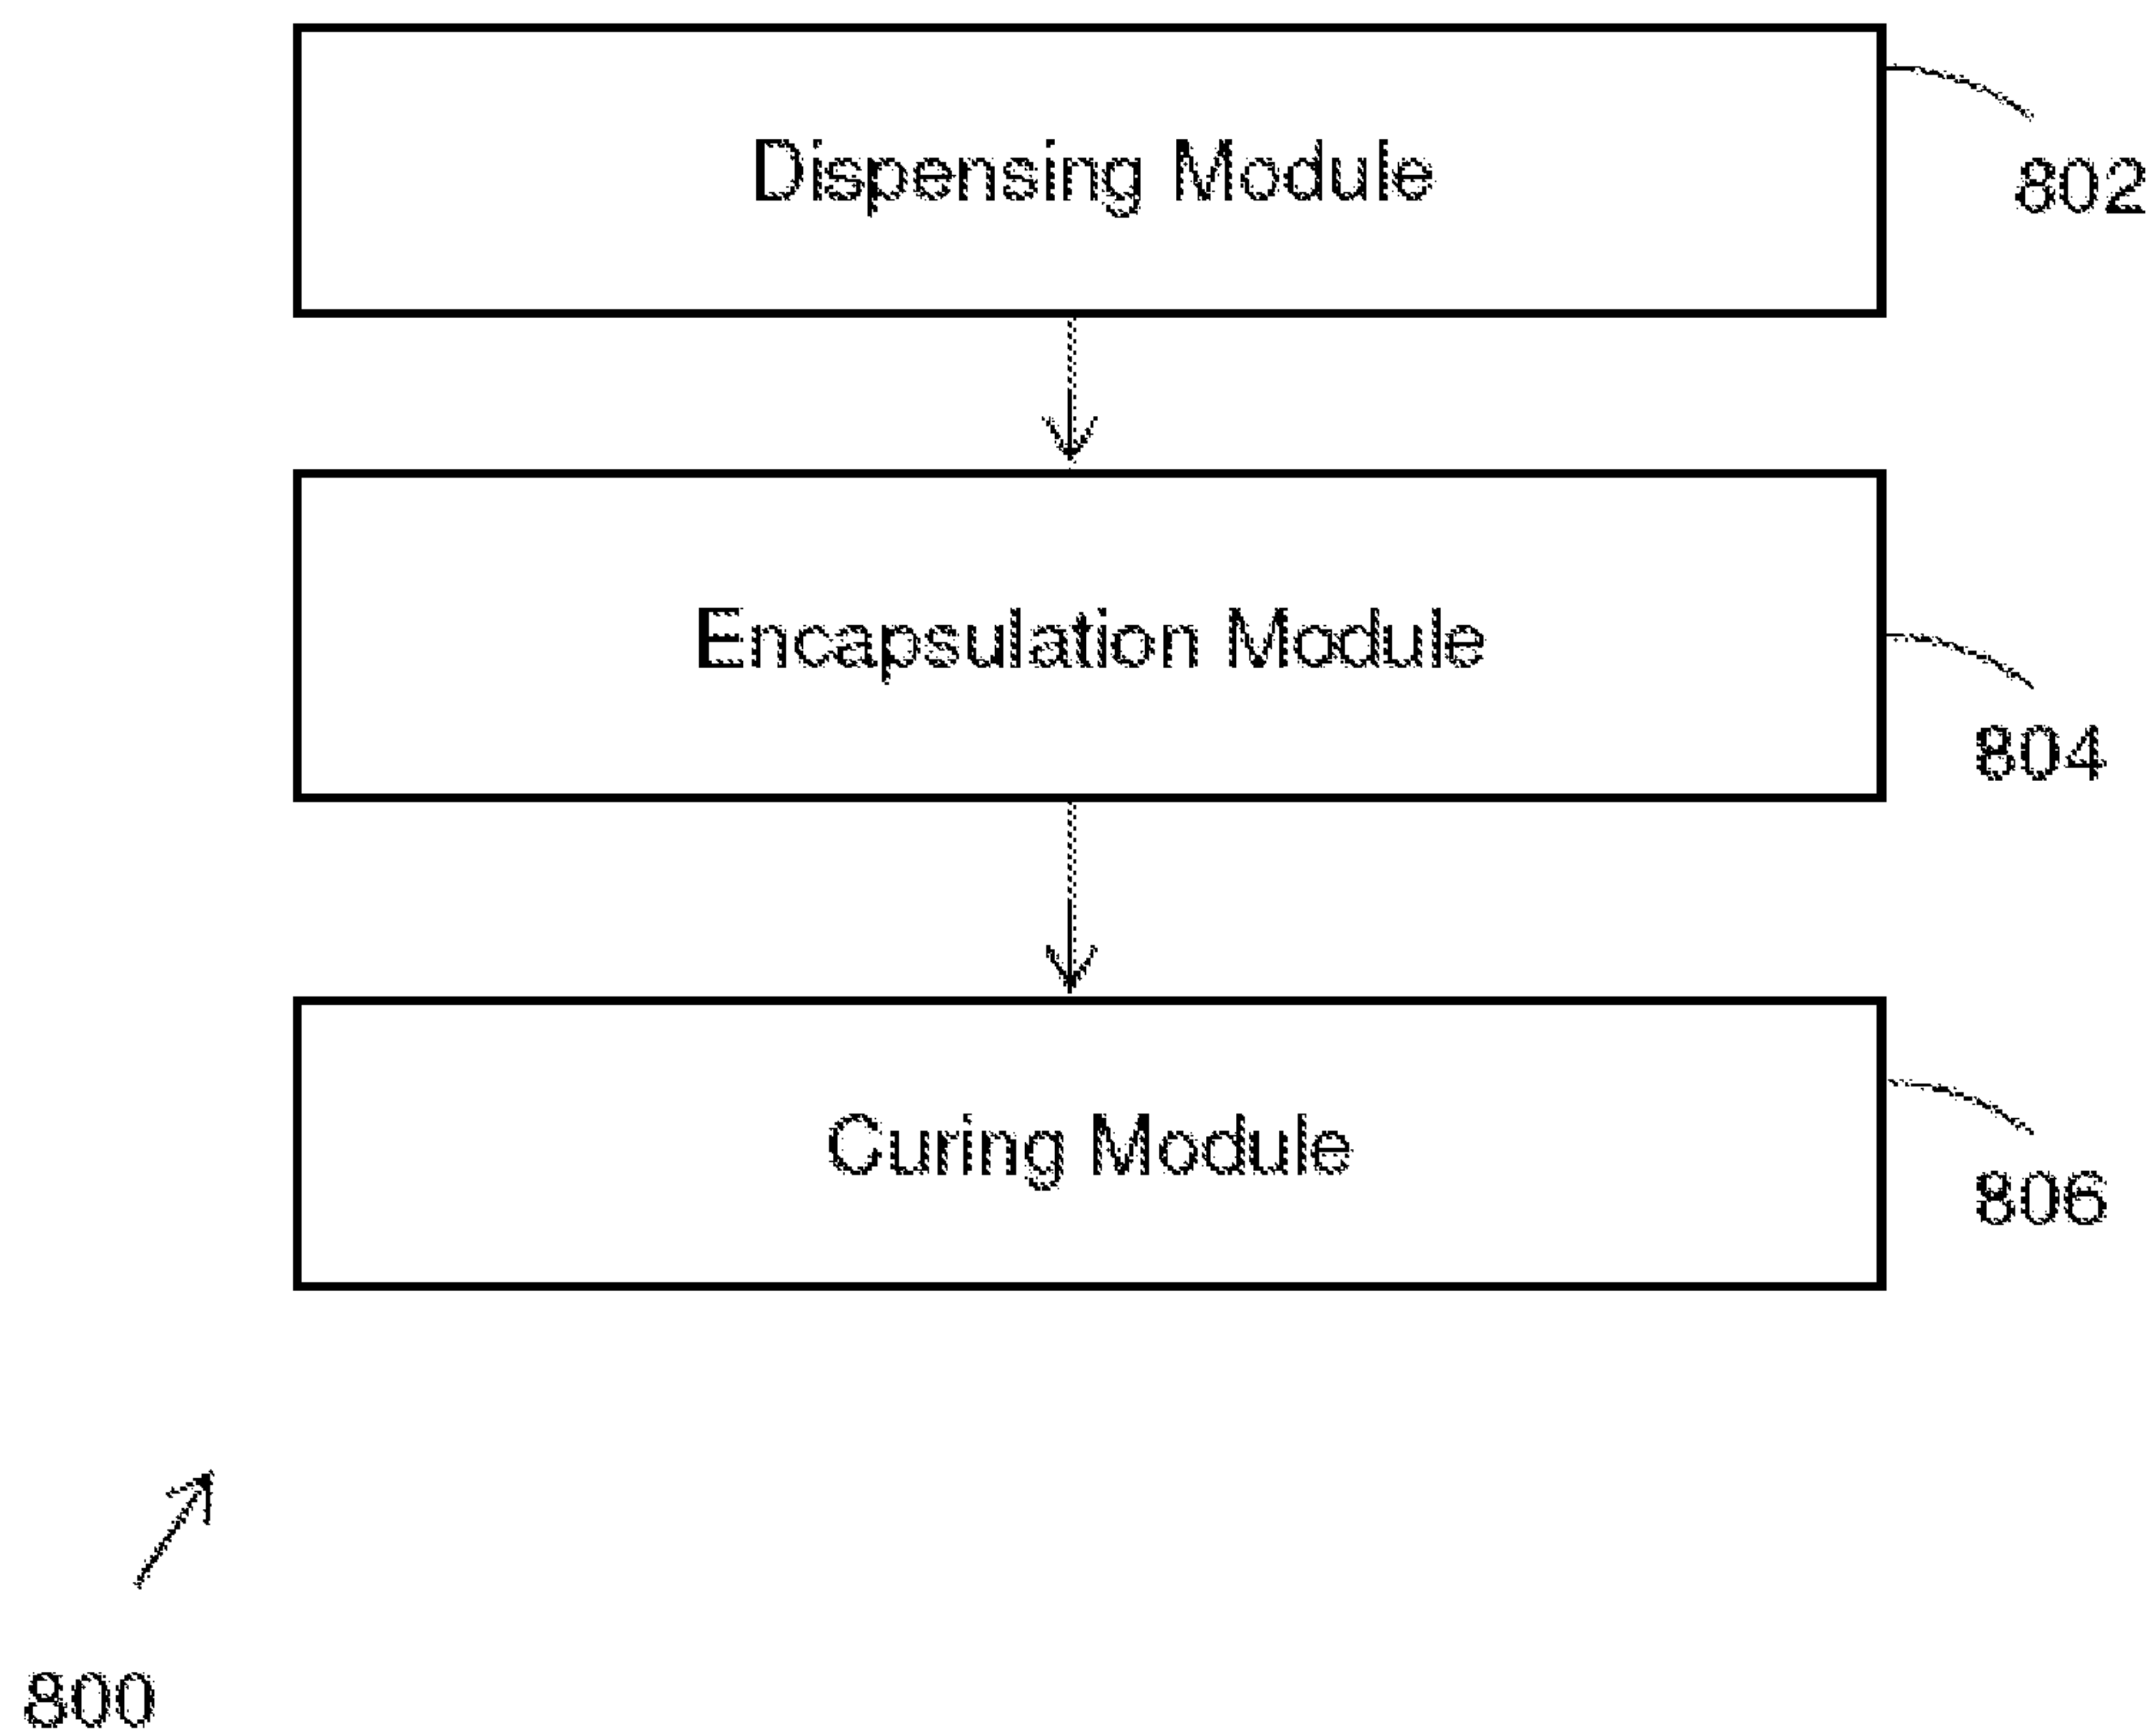 Dispensing Module
802
Encapsulation Module
804
Curing Module
806
800